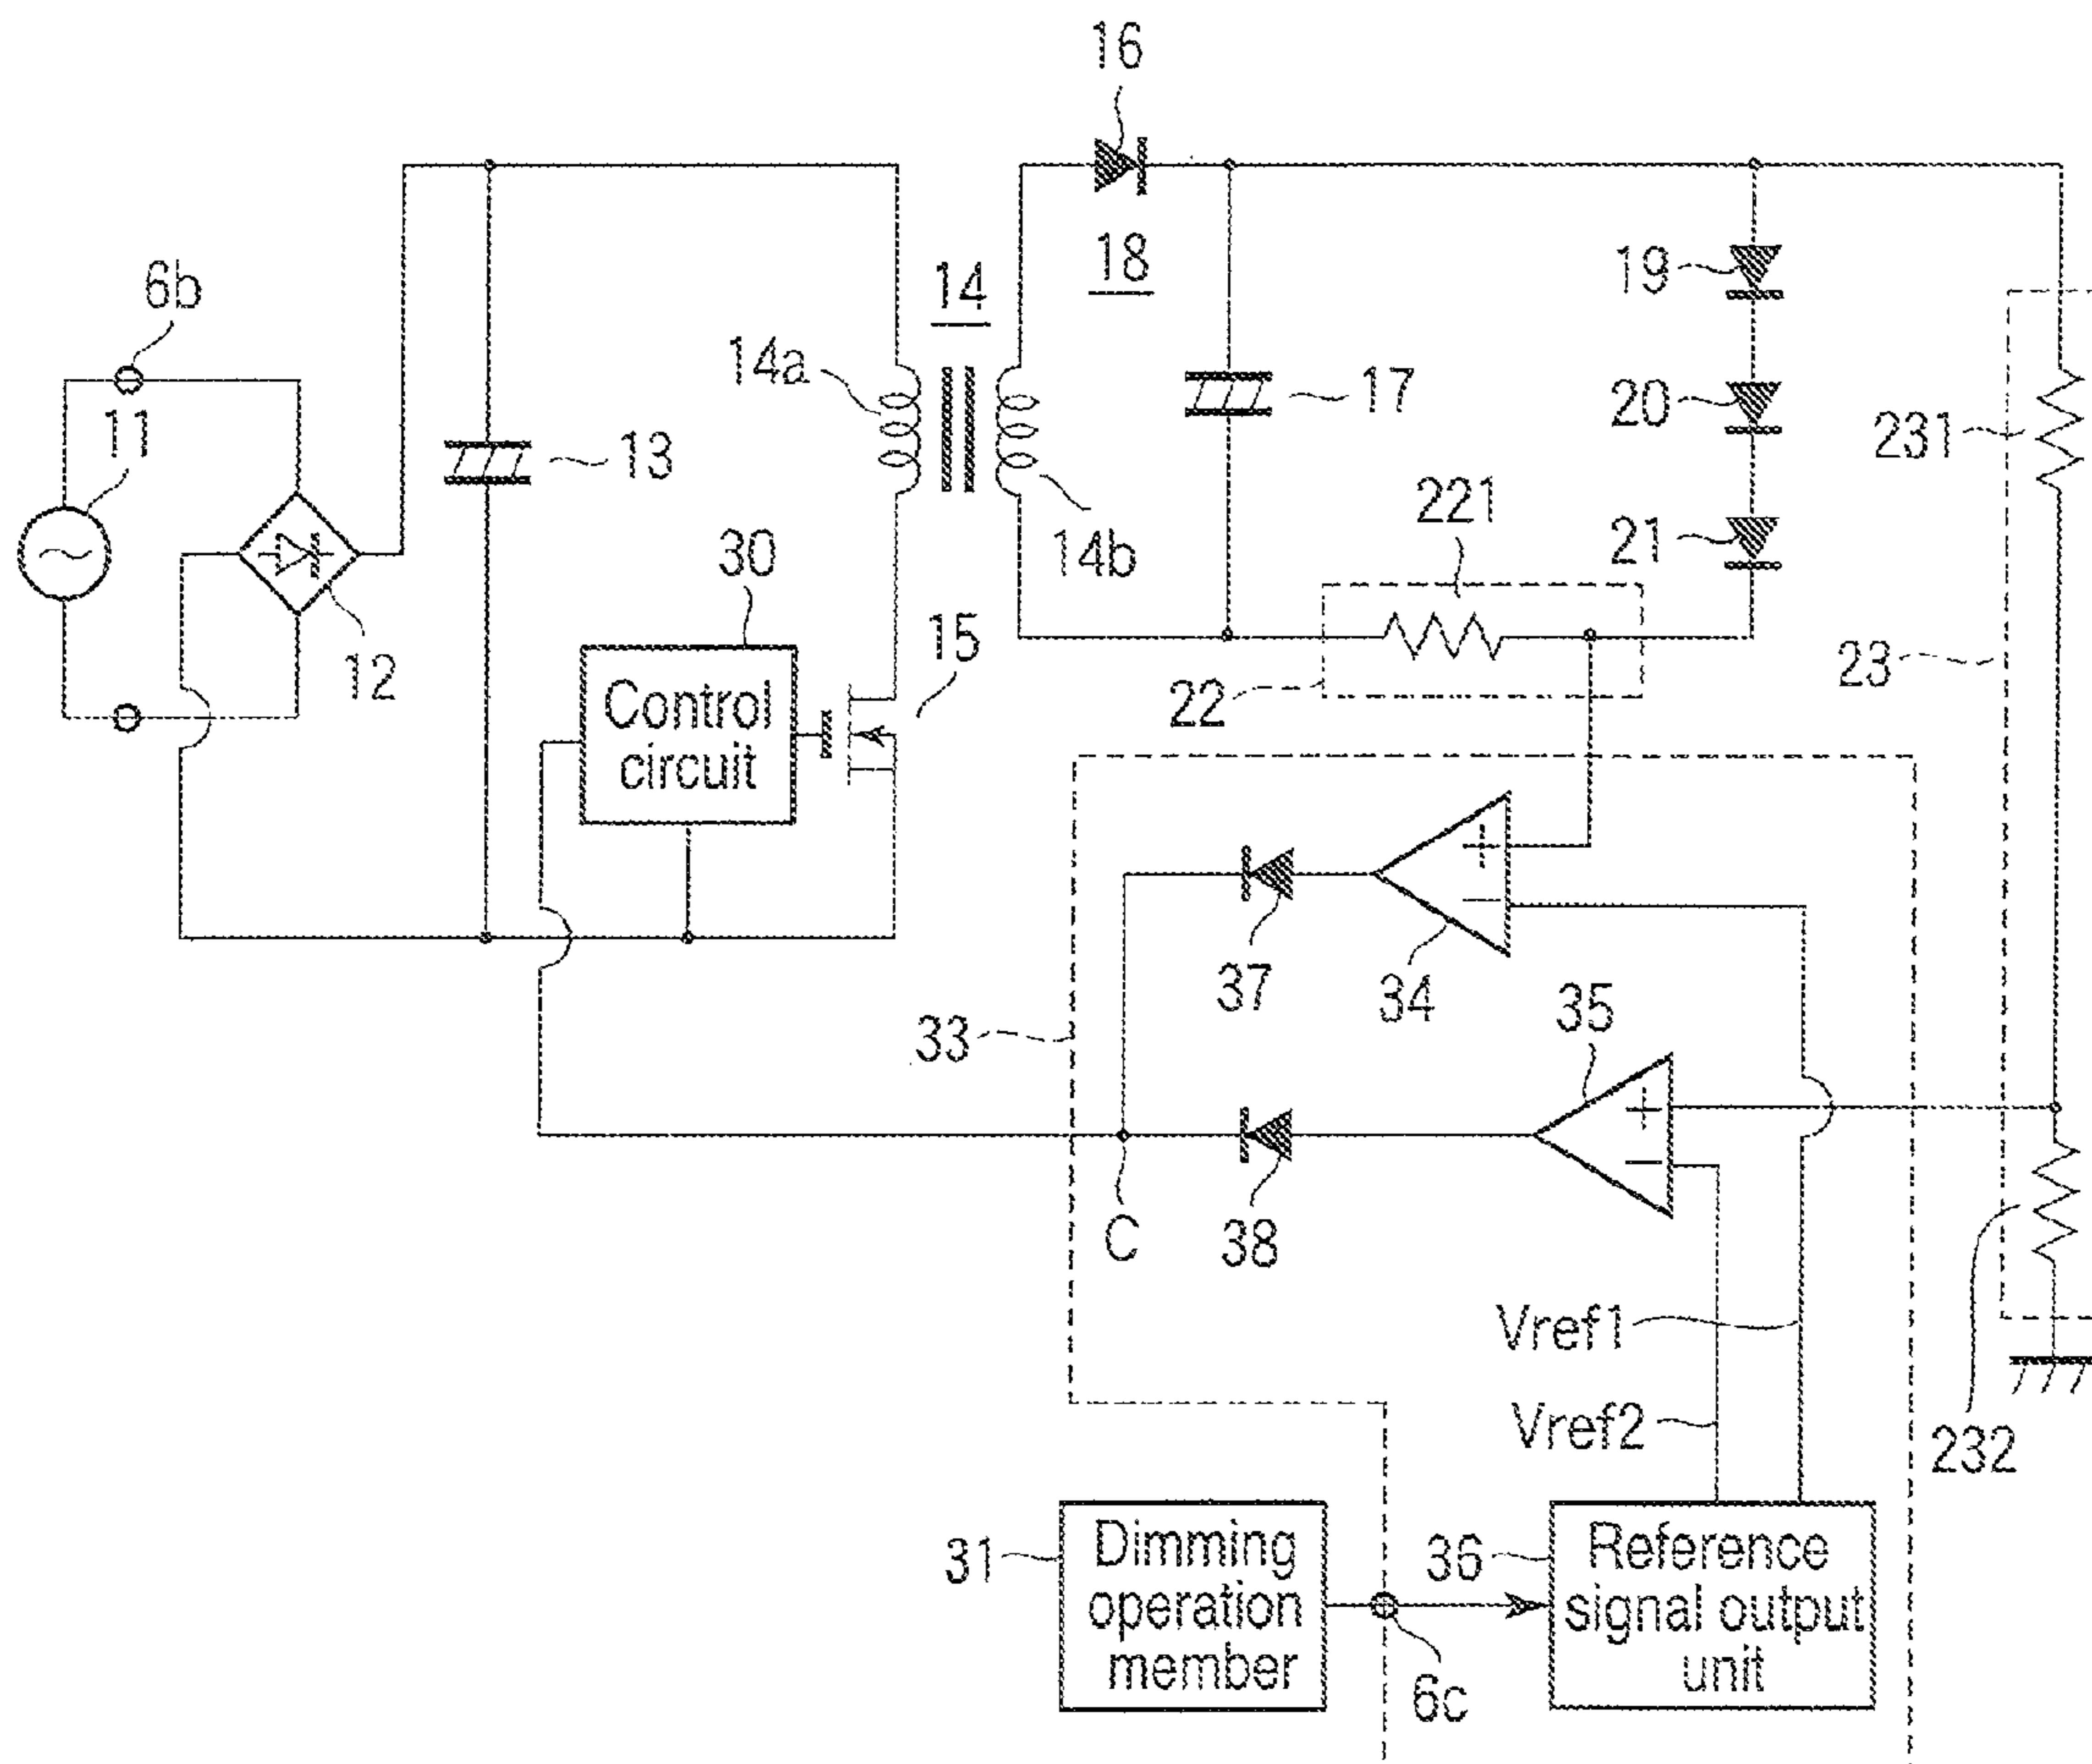 16
6b
14
18
19
14a
11
13
17
20
231
221
30
14b
21
15
12
Control
circuit
22
23
37
34
35
33
C
38
Vref1
Vref2
232
31
Dimming
operation
member
36
Reference
signal output
unit
6c